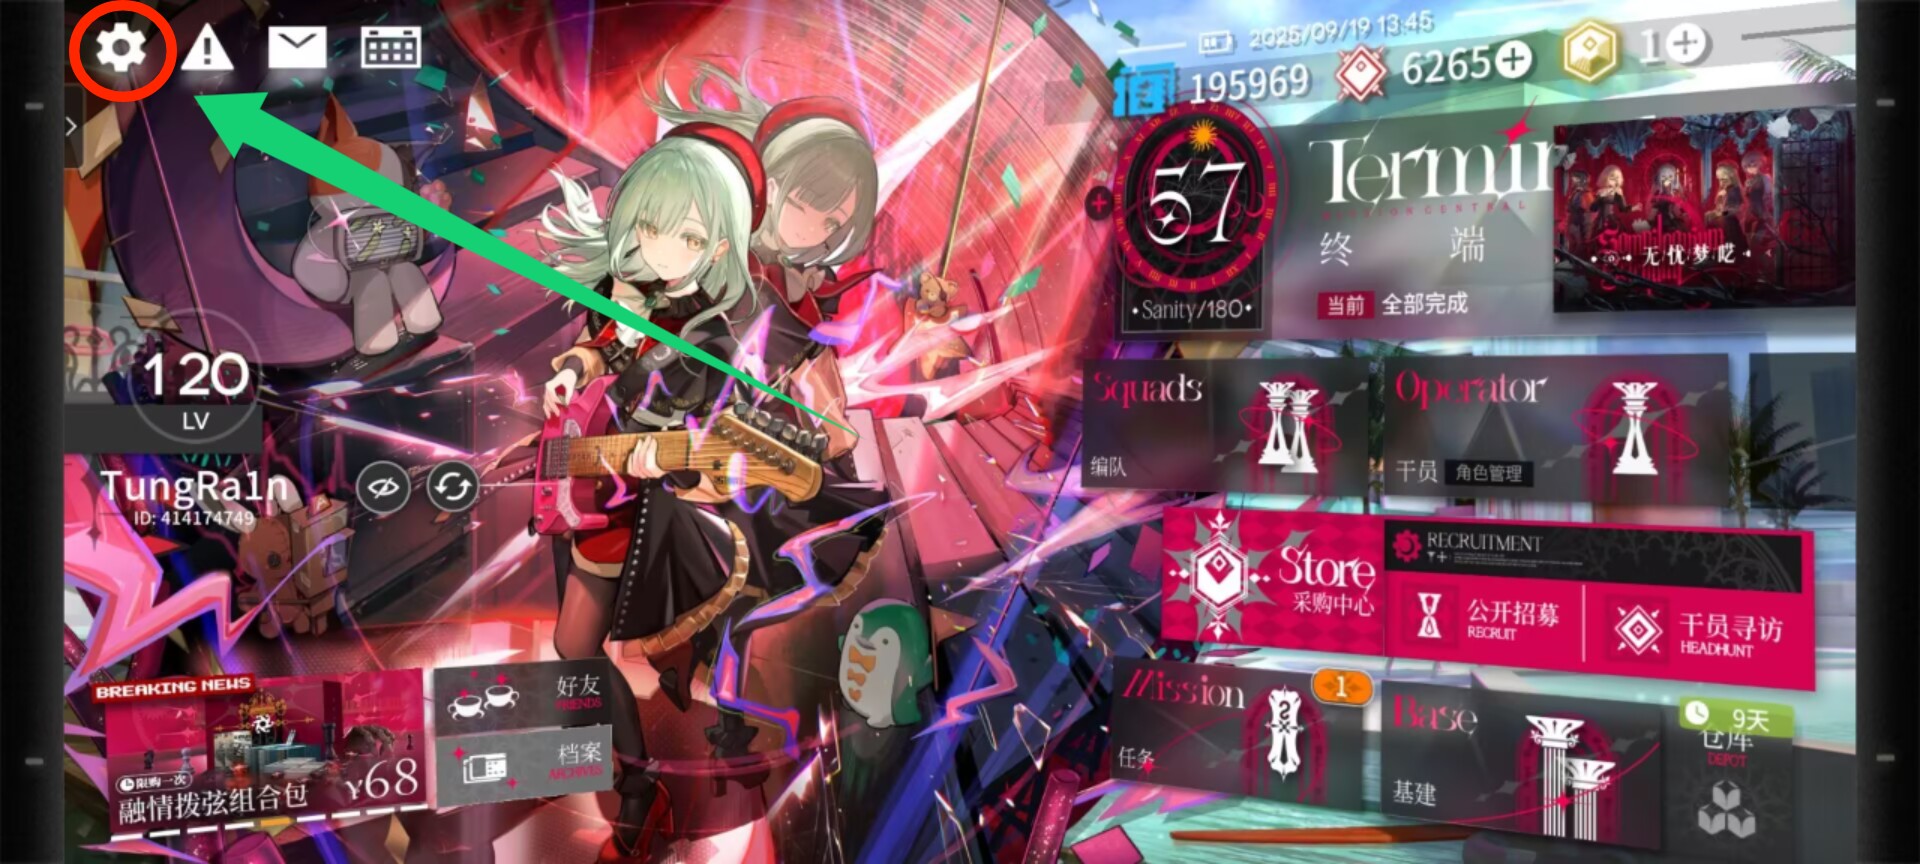 2025/09/19 13:45
195969
6265
1
57
•Sanity/180•
Termin
MISSION CENTRAL
终端
当前 全部完成
无忧梦呓
120
LV
TungRa1n
ID: 414174749
Squads
编队
Operator
干员 角色管理
Store
采购中心
RECRUITMENT
公开招募
RECRUIT
干员寻访
HEADHUNT
BREAKING NEWS
限购一次
融情拨弦组合包
¥68
好友
FRIENDS
档案
ARCHIVES
Mission
1
任务
Base
基建
9天
仓库
DEPOT